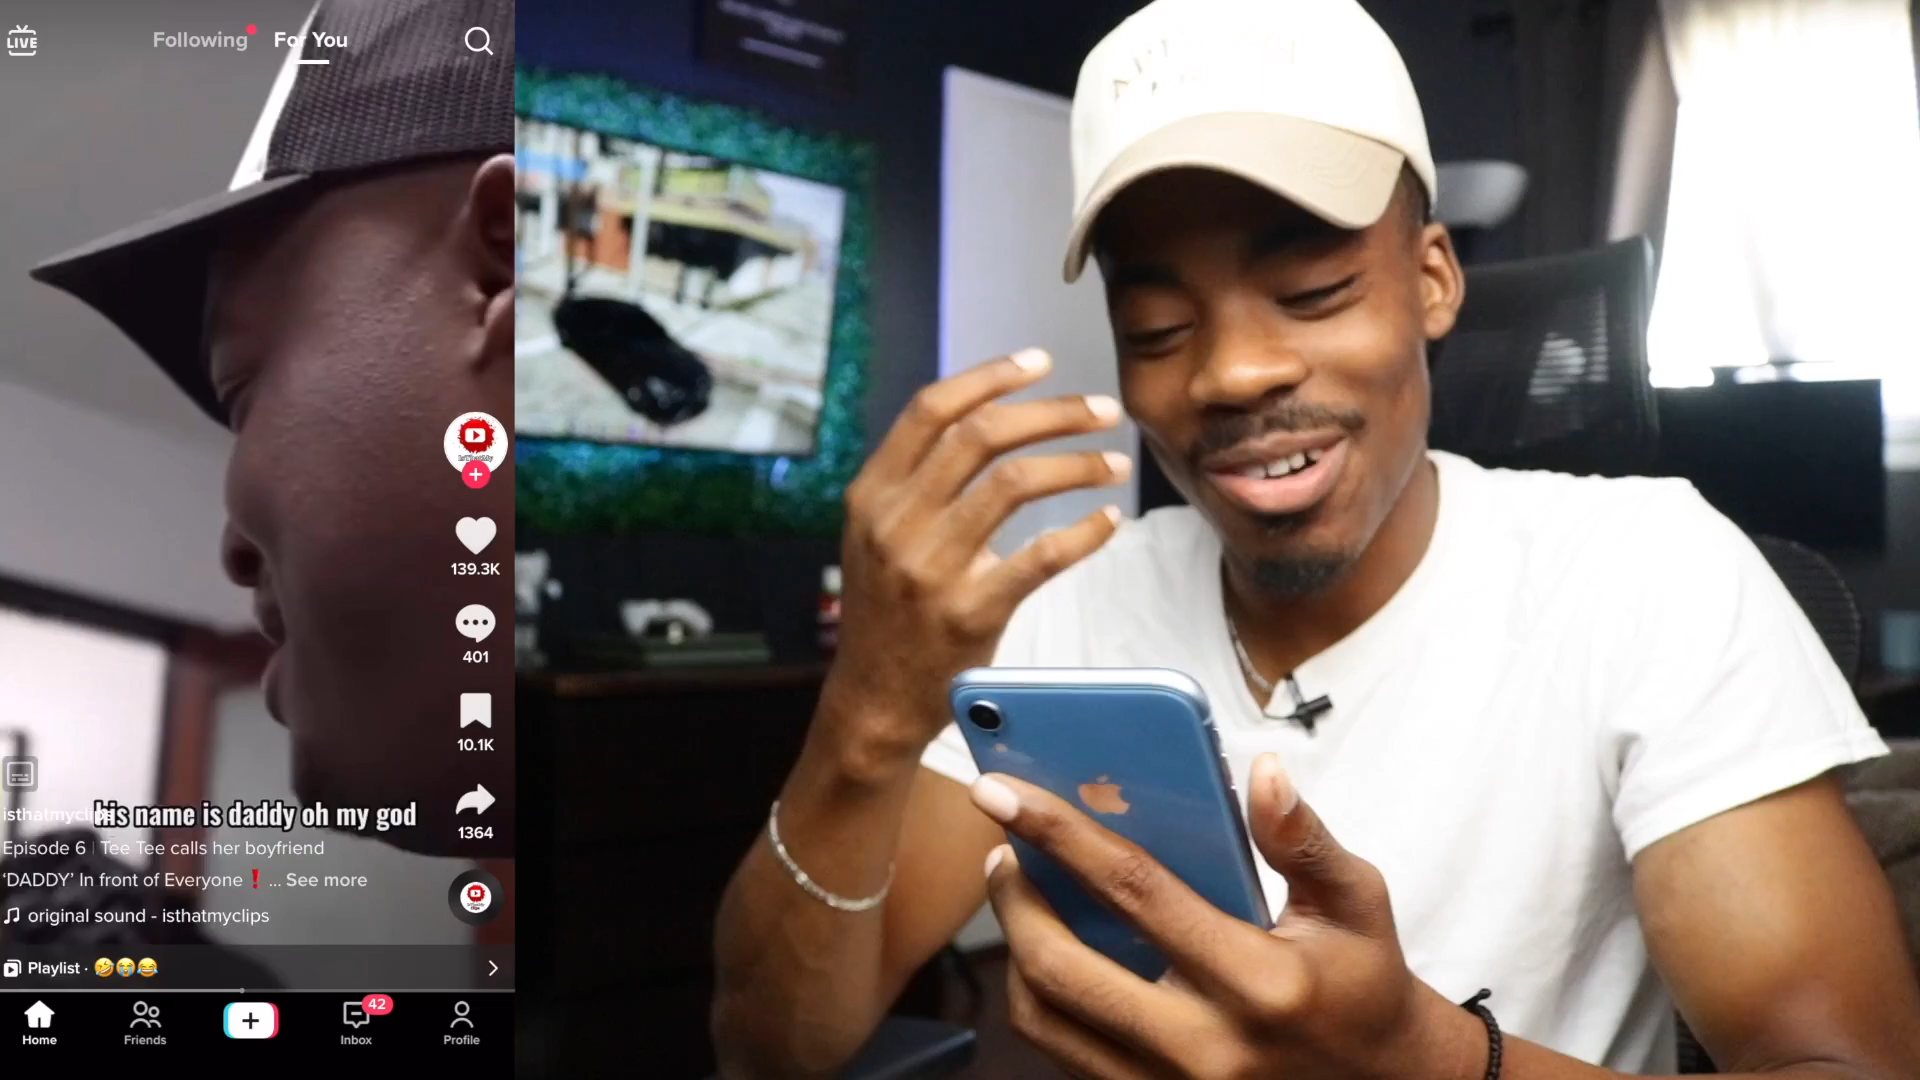 LIVE
Following
For You
139.3K
401
10.1K
1364
his name is daddy oh my god
isthatmyclips
Episode 6 | Tee Tee calls her boyfriend
‘DADDY’ In front of Everyone❗... See more
original sound - isthatmyclips
Playlist · 🤣😭😂
Home
Friends
42
Inbox
Profile